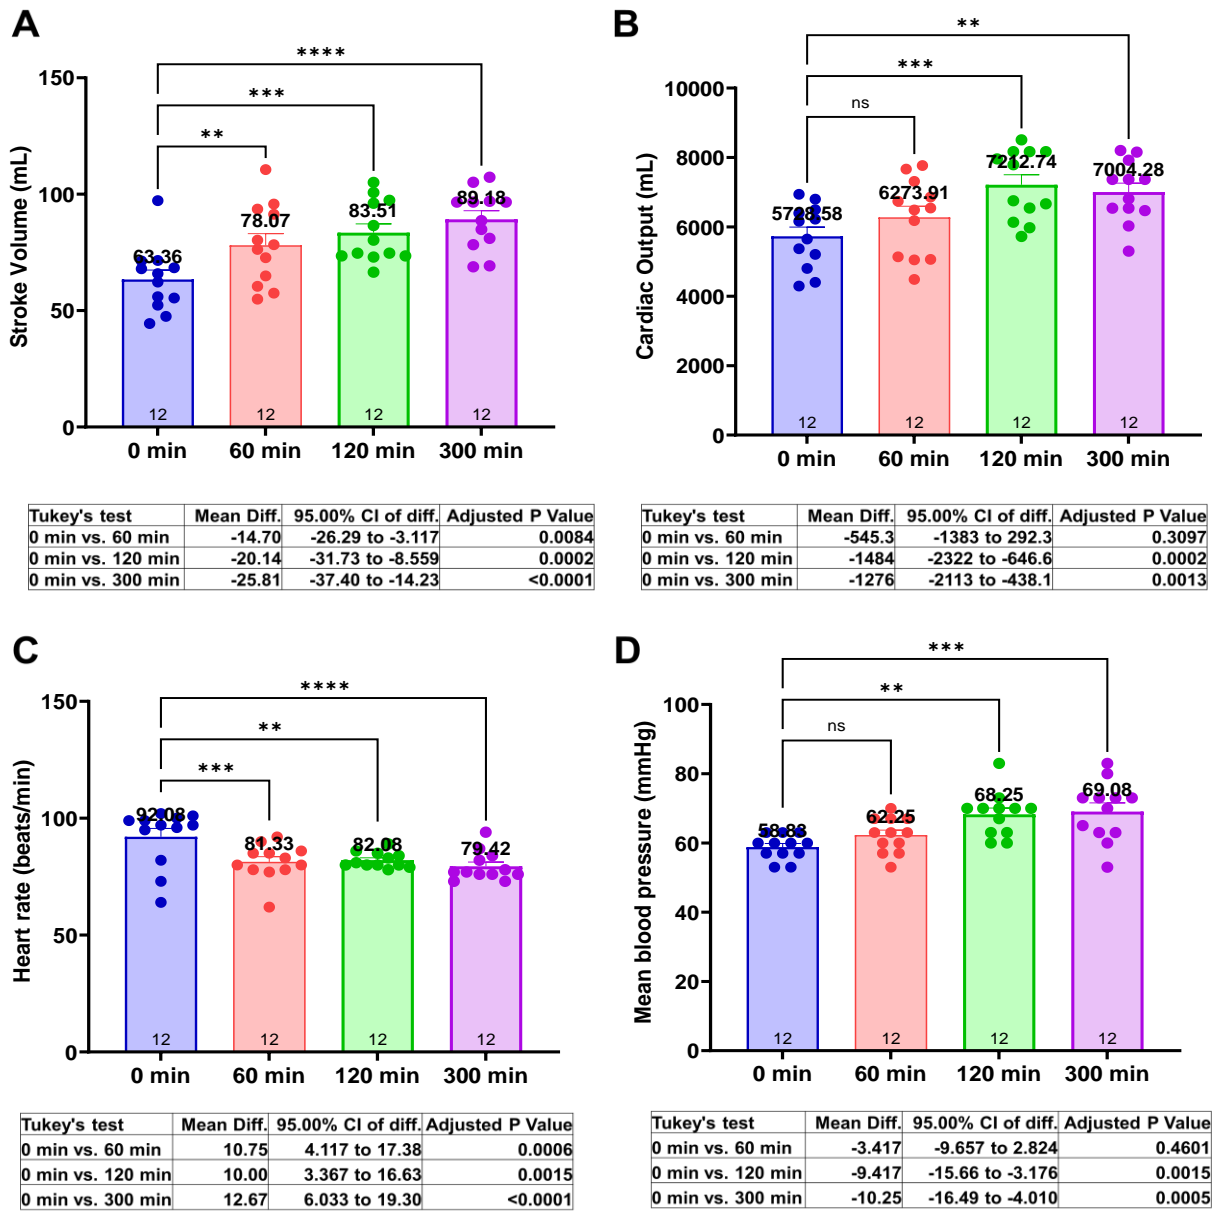 A
****
***
**
150
100
50
0
Stroke Volume (mL)
63.36
78.07
83.51
89.18
12 12 12 12
0 min 60 min 120 min 300 min
Tukey's test Mean Diff. 95.00% CI of diff. Adjusted P Value
0 min vs. 60 min -14.70 -26.29 to -3.117 0.0084
0 min vs. 120 min -20.14 -31.73 to -8.559 0.0002
0 min vs. 300 min -25.81 -37.40 to -14.23 <0.0001
B
**
***
ns
10000
8000
6000
4000
2000
0
Cardiac Output (mL)
5728.58
6273.91
7212.74
7004.28
12 12 12 12
0 min 60 min 120 min 300 min
Tukey's test Mean Diff. 95.00% CI of diff. Adjusted P Value
0 min vs. 60 min -545.3 -1383 to 292.3 0.3097
0 min vs. 120 min -1484 -2322 to -646.6 0.0002
0 min vs. 300 min -1276 -2113 to -438.1 0.0013
C
****
**
***
150
100
50
0
Heart rate (beats/min)
92.08
81.33
82.08
79.42
12 12 12 12
0 min 60 min 120 min 300 min
Tukey's test Mean Diff. 95.00% CI of diff. Adjusted P Value
0 min vs. 60 min 10.75 4.117 to 17.38 0.0006
0 min vs. 120 min 10.00 3.367 to 16.63 0.0015
0 min vs. 300 min 12.67 6.033 to 19.30 <0.0001
D
***
**
ns
100
80
60
40
20
0
Mean blood pressure (mmHg)
58.83
62.25
68.25
69.08
12 12 12 12
0 min 60 min 120 min 300 min
Tukey's test Mean Diff. 95.00% CI of diff. Adjusted P Value
0 min vs. 60 min -3.417 -9.657 to 2.824 0.4601
0 min vs. 120 min -9.417 -15.66 to -3.176 0.0015
0 min vs. 300 min -10.25 -16.49 to -4.010 0.0005